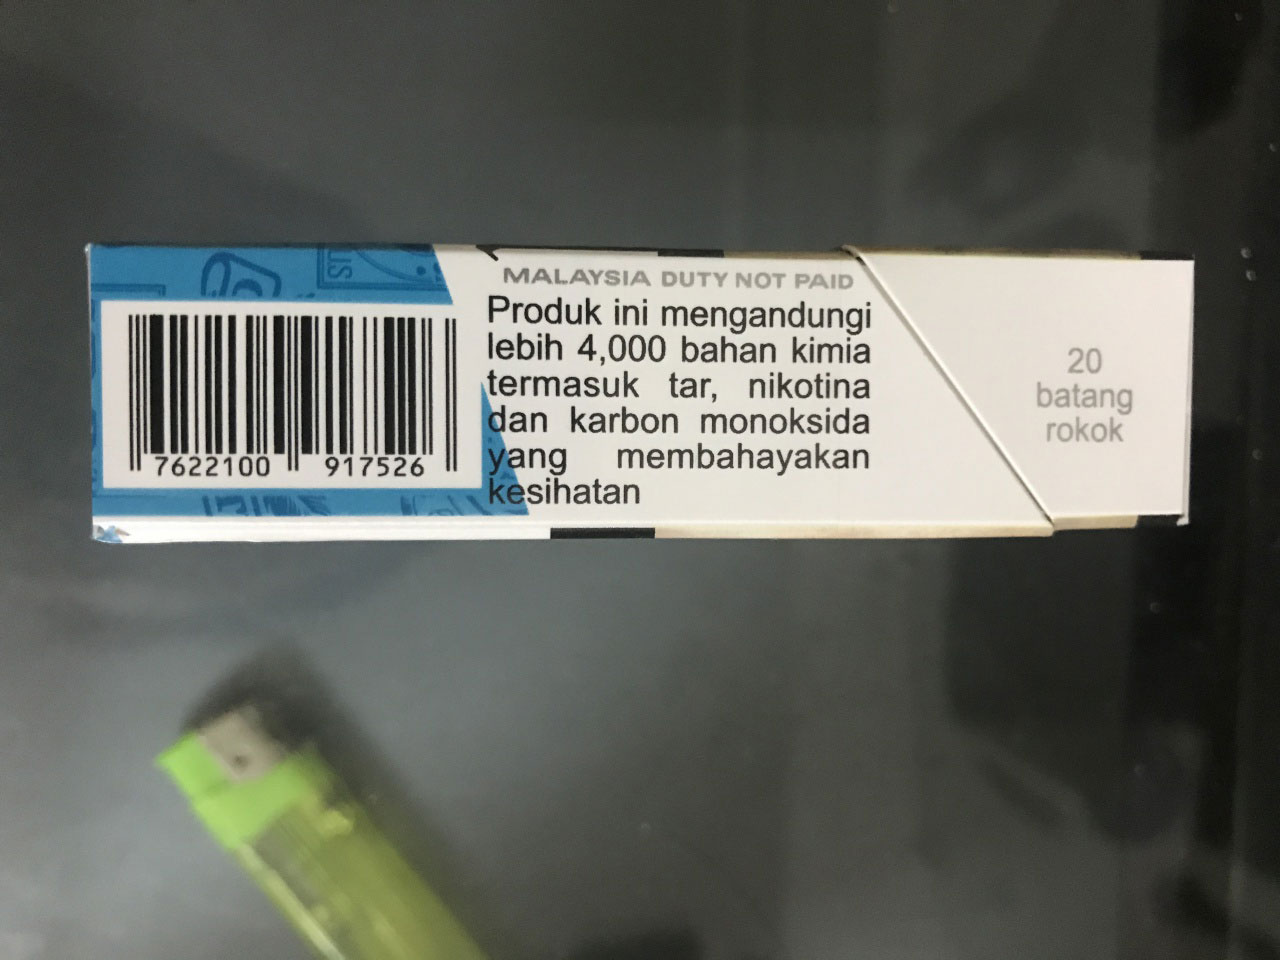 MALAYSIA DUTY NOT PAID
Produk ini mengandungi
lebih 4,000 bahan kimia
termasuk tar, nikotina
dan karbon monoksida
yang membahayakan
kesihatan
7622100 917526
20
batang
rokok